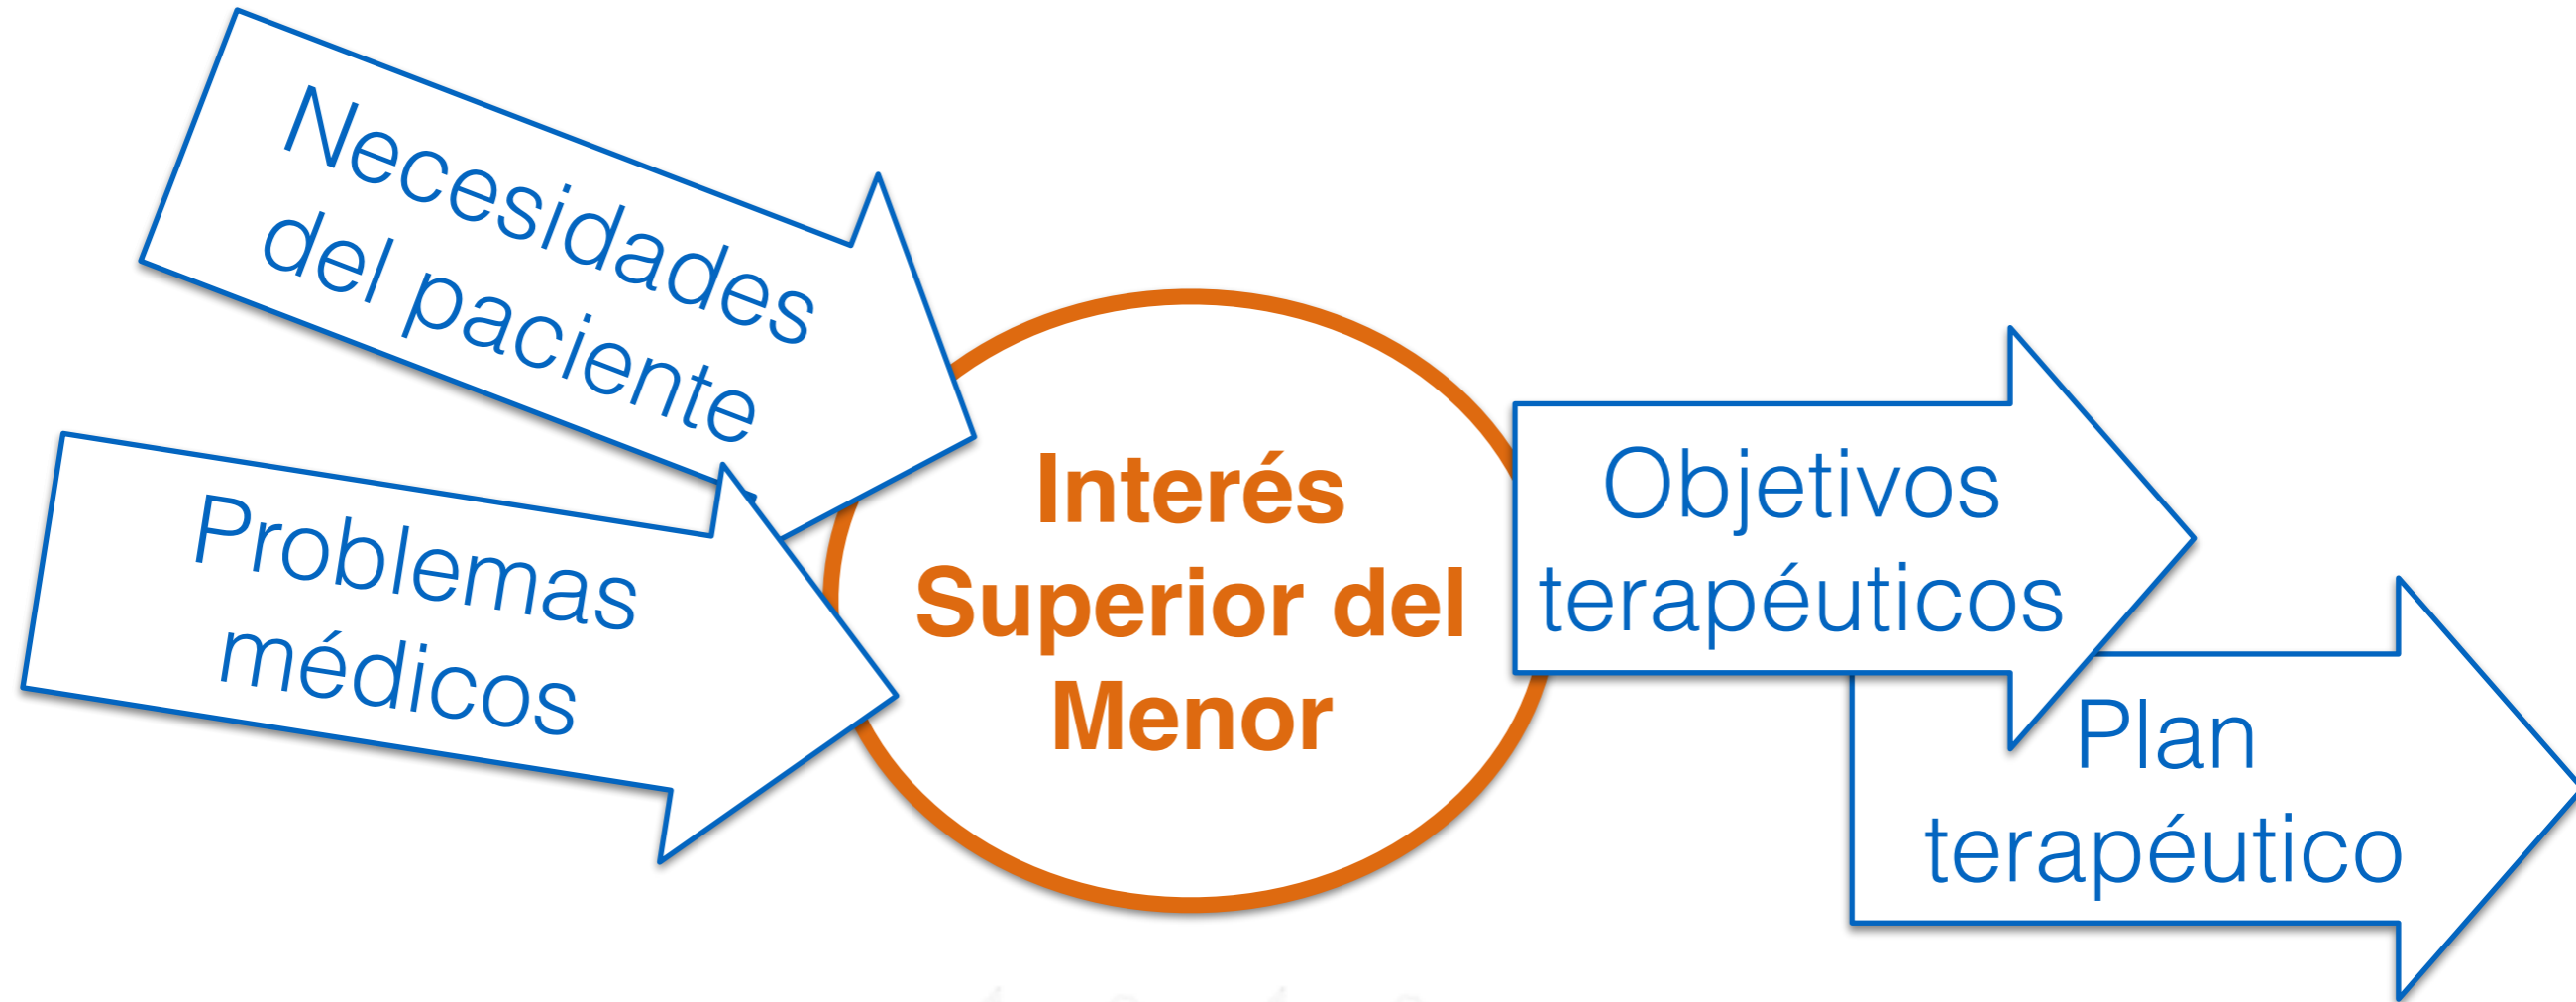 Necesidades
del paciente
Problemas
médicos
Interés
Superior del
Menor
Objetivos
terapéuticos
Plan
terapéutico